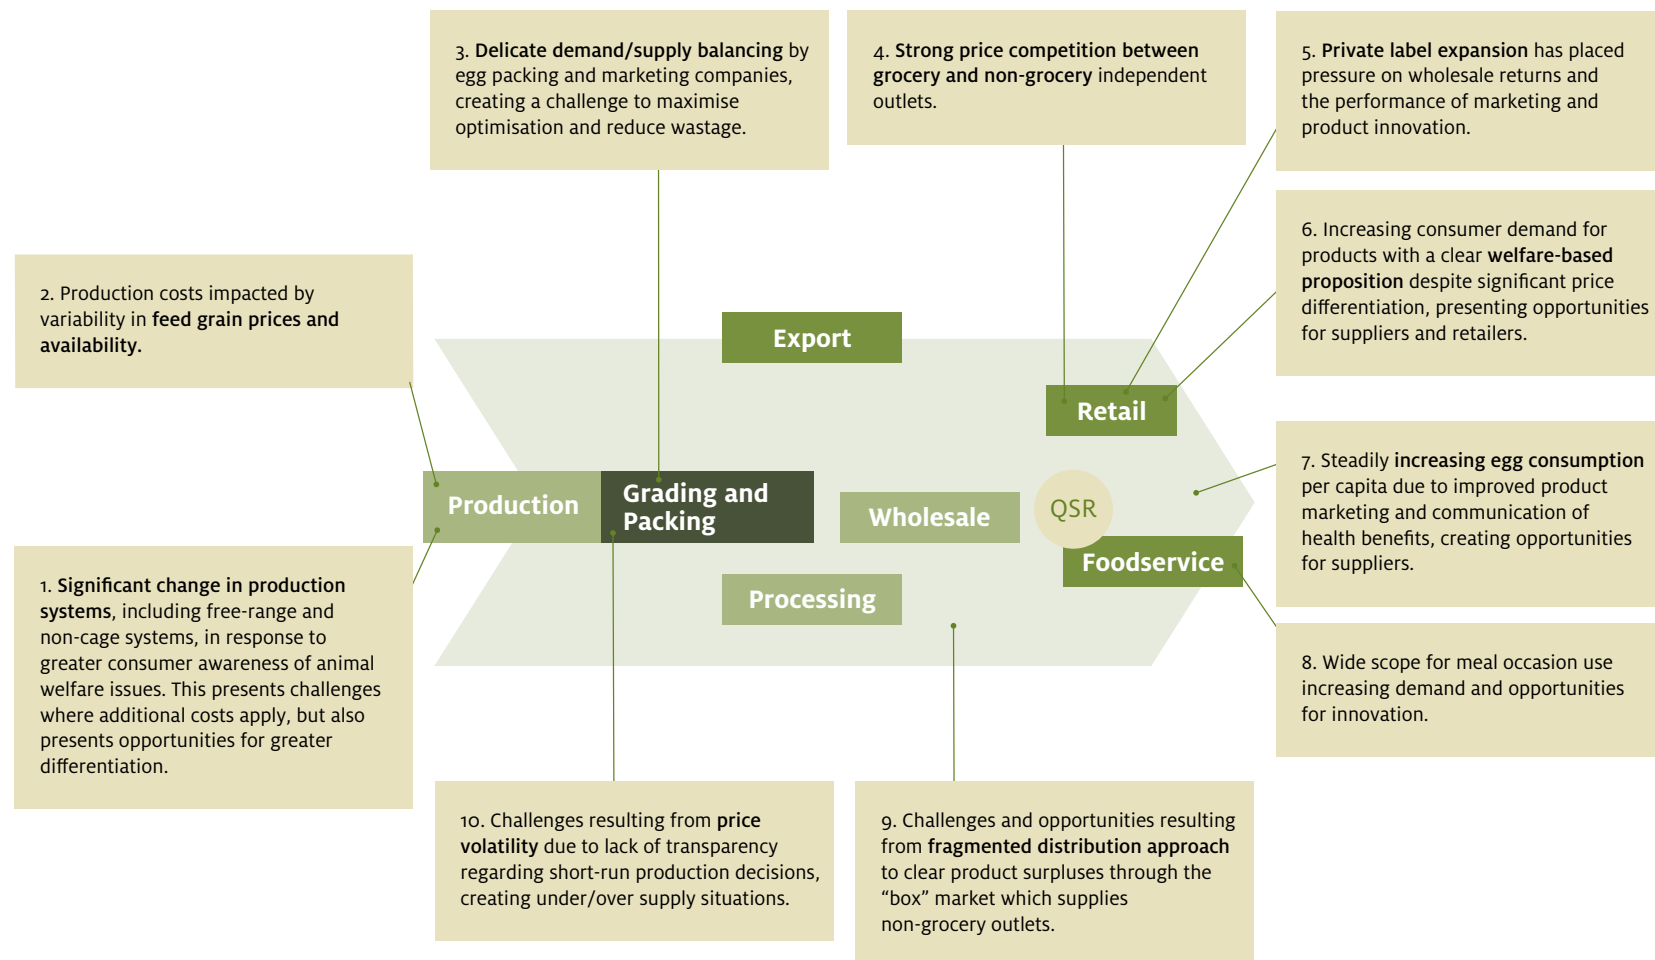 3. Delicate demand/supply balancing by
egg packing and marketing companies,
creating a challenge to maximise
optimisation and reduce wastage.
4. Strong price competition between
grocery and non-grocery independent
outlets.
5. Private label expansion has placed
pressure on wholesale returns and
the performance of marketing and
product innovation.
6. Increasing consumer demand for
products with a clear welfare-based
proposition despite significant price
differentiation, presenting opportunities
for suppliers and retailers.
2. Production costs impacted by
variability in feed grain prices and
availability.
Export
Retail
Production
Grading and
Packing
Wholesale
QSR
Foodservice
Processing
7. Steadily increasing egg consumption
per capita due to improved product
marketing and communication of
health benefits, creating opportunities
for suppliers.
1. Significant change in production
systems, including free-range and
non-cage systems, in response to
greater consumer awareness of animal
welfare issues. This presents challenges
where additional costs apply, but also
presents opportunities for greater
differentiation.
8. Wide scope for meal occasion use
increasing demand and opportunities
for innovation.
10. Challenges resulting from price
volatility due to lack of transparency
regarding short-run production decisions,
creating under/over supply situations.
9. Challenges and opportunities resulting
from fragmented distribution approach
to clear product surpluses through the
“box” market which supplies
non-grocery outlets.